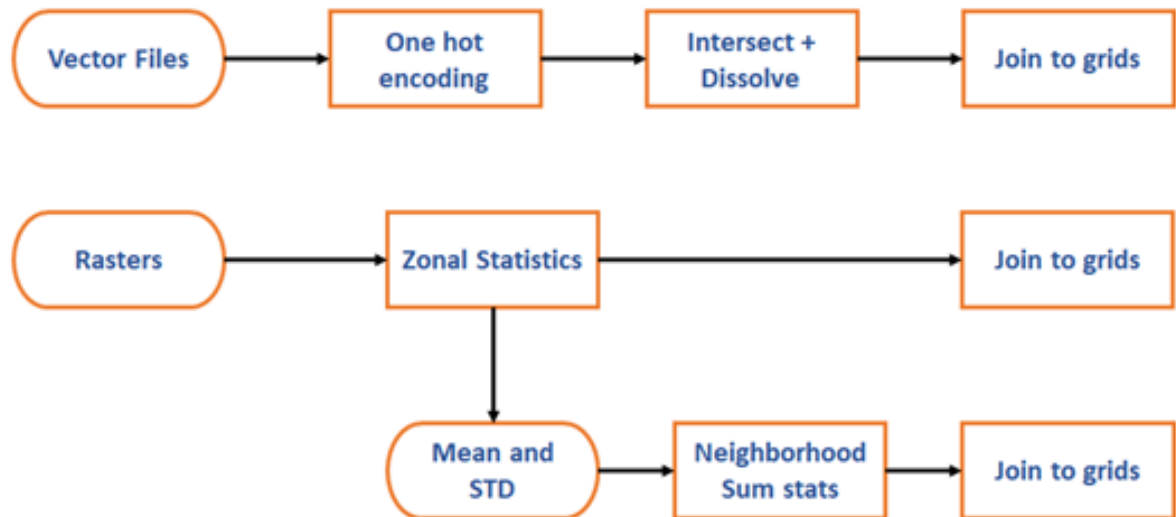 Vector Files
One hot
encoding
Intersect +
Dissolve
Join to grids
Rasters
Zonal Statistics
Join to grids
Mean and
STD
Neighborhood
Sum stats
Join to grids